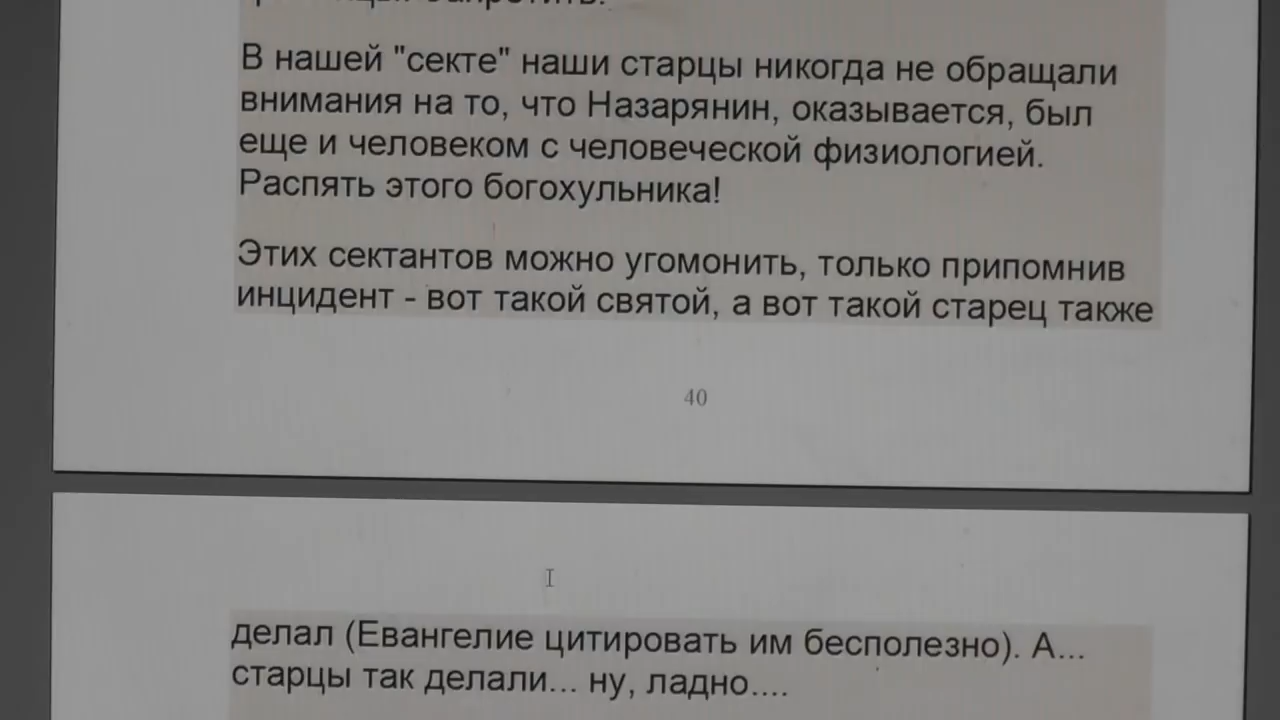 В нашей "секте" наши старцы никогда не обращали
внимания на то, что Назарянин, оказывается, был
еще и человеком с человеческой физиологией.
Распять этого богохульника!
Этих сектантов можно угомонить, только припомнив
инцидент - вот такой святой, а вот такой старец также
40
делал (Евангелие цитировать им бесполезно). А...
старцы так делали... ну, ладно....